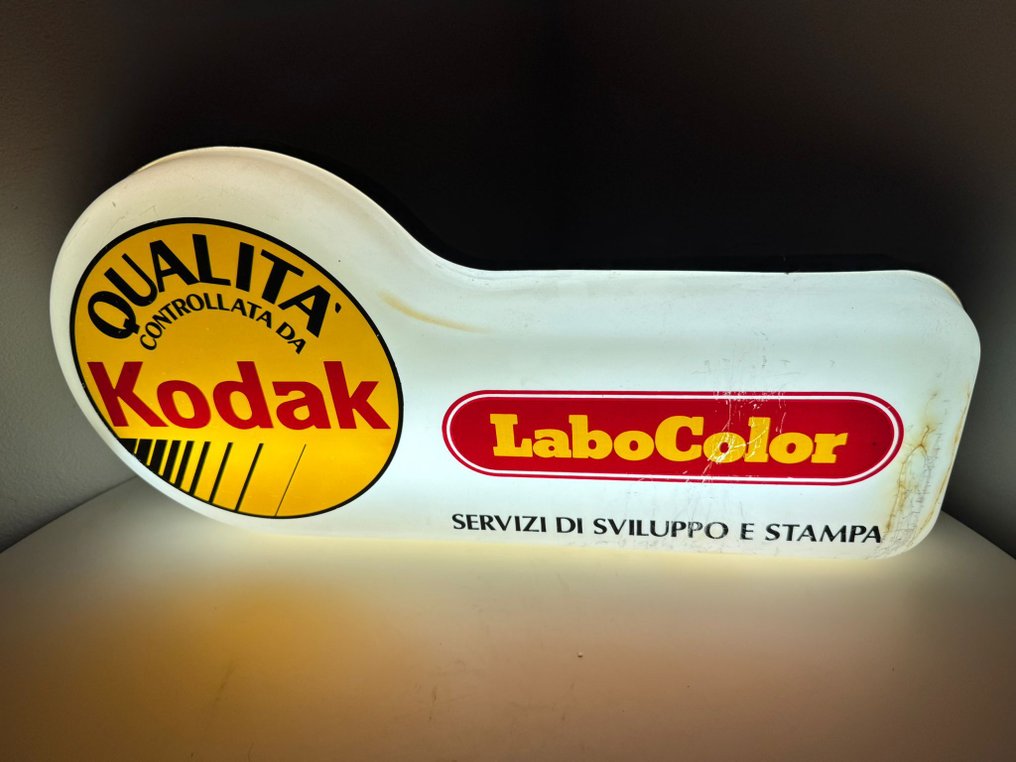 QUALITA'
CONTROLLATA DA
Kodak
LaboColor
SERVIZI DI SVILUPPO E STAMPA